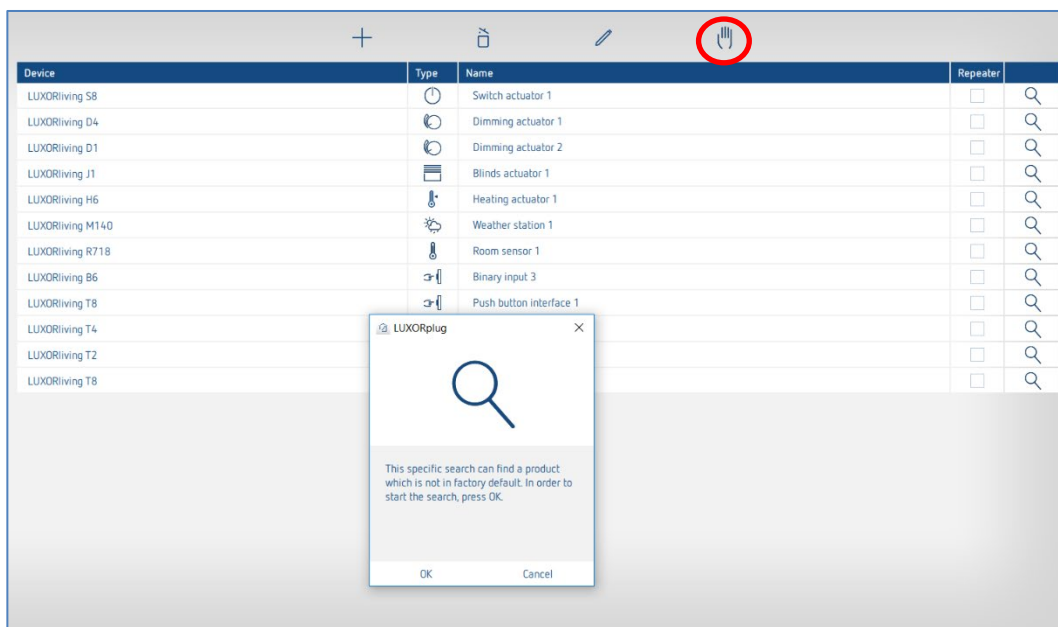 Device Type Name Repeater
LUXORliving S8 Switch actuator 1
LUXORliving D4 Dimming actuator 1
LUXORliving D1 Dimming actuator 2
LUXORliving J1 Blinds actuator 1
LUXORliving H6 Heating actuator 1
LUXORliving M140 Weather station 1
LUXORliving R718 Room sensor 1
LUXORliving B6 Binary input 3
LUXORliving T8 Push button interface 1
LUXORliving T4
LUXORliving T2
LUXORliving T8
LUXORplug
This specific search can find a product
which is not in factory default. In order to
start the search, press OK.
OK Cancel